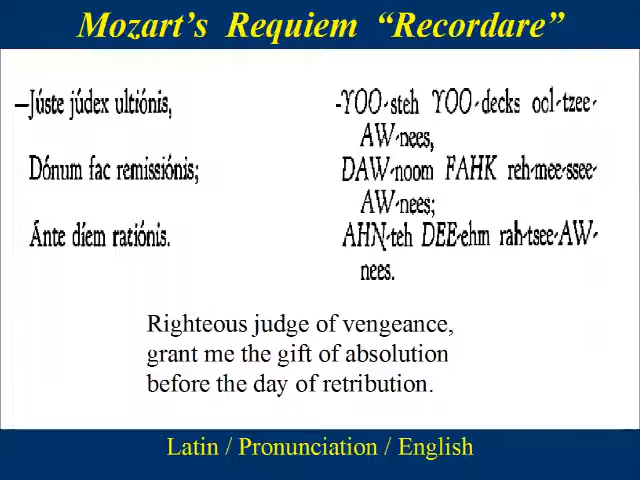 Mozart's Requiem "Recordare"
–Júste júdex ultiónis,
Dónum fac remissiónis;
Ánte díem ratiónis.
-YOO-steh YOO-decks ool-tzee-
AW-nees,
DAW-noom FAHK reh-mee-ssee-
AW-nees;
AHN-teh DEE-ehm rah-tsee-AW-
nees.
Righteous judge of vengeance,
grant me the gift of absolution
before the day of retribution.
Latin / Pronunciation / English